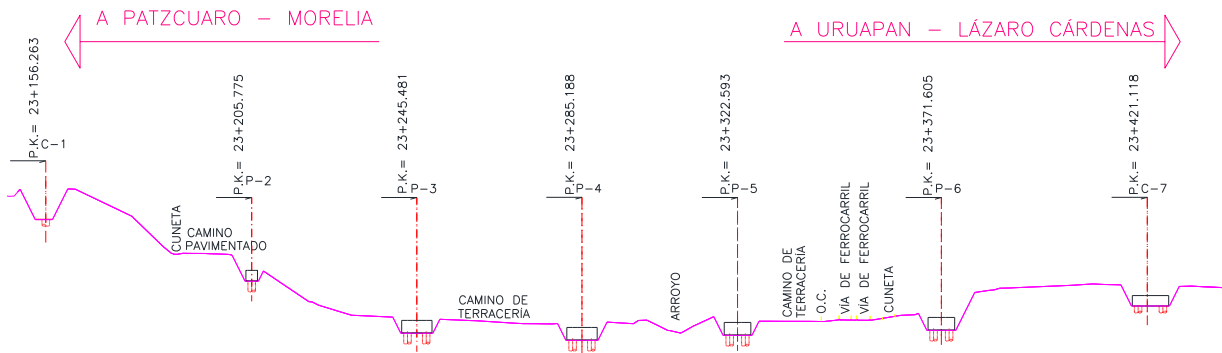 A PATZCUARO – MORELIA
A URUAPAN – LÁZARO CÁRDENAS
P.K.= 23+156.263
C-1
P.K.= 23+205.775
P-2
P.K.= 23+245.481
P-3
P.K.= 23+285.188
P-4
P.K.= 23+322.593
P-5
P.K.= 23+371.605
P-6
P.K.= 23+421.118
C-7
CUNETA
CAMINO
PAVIMENTADO
CAMINO DE
TERRACERÍA
ARROYO
CAMINO DE
TERRACERÍA
O.C.
VÍA DE FERROCARRIL
VÍA DE FERROCARRIL
CUNETA